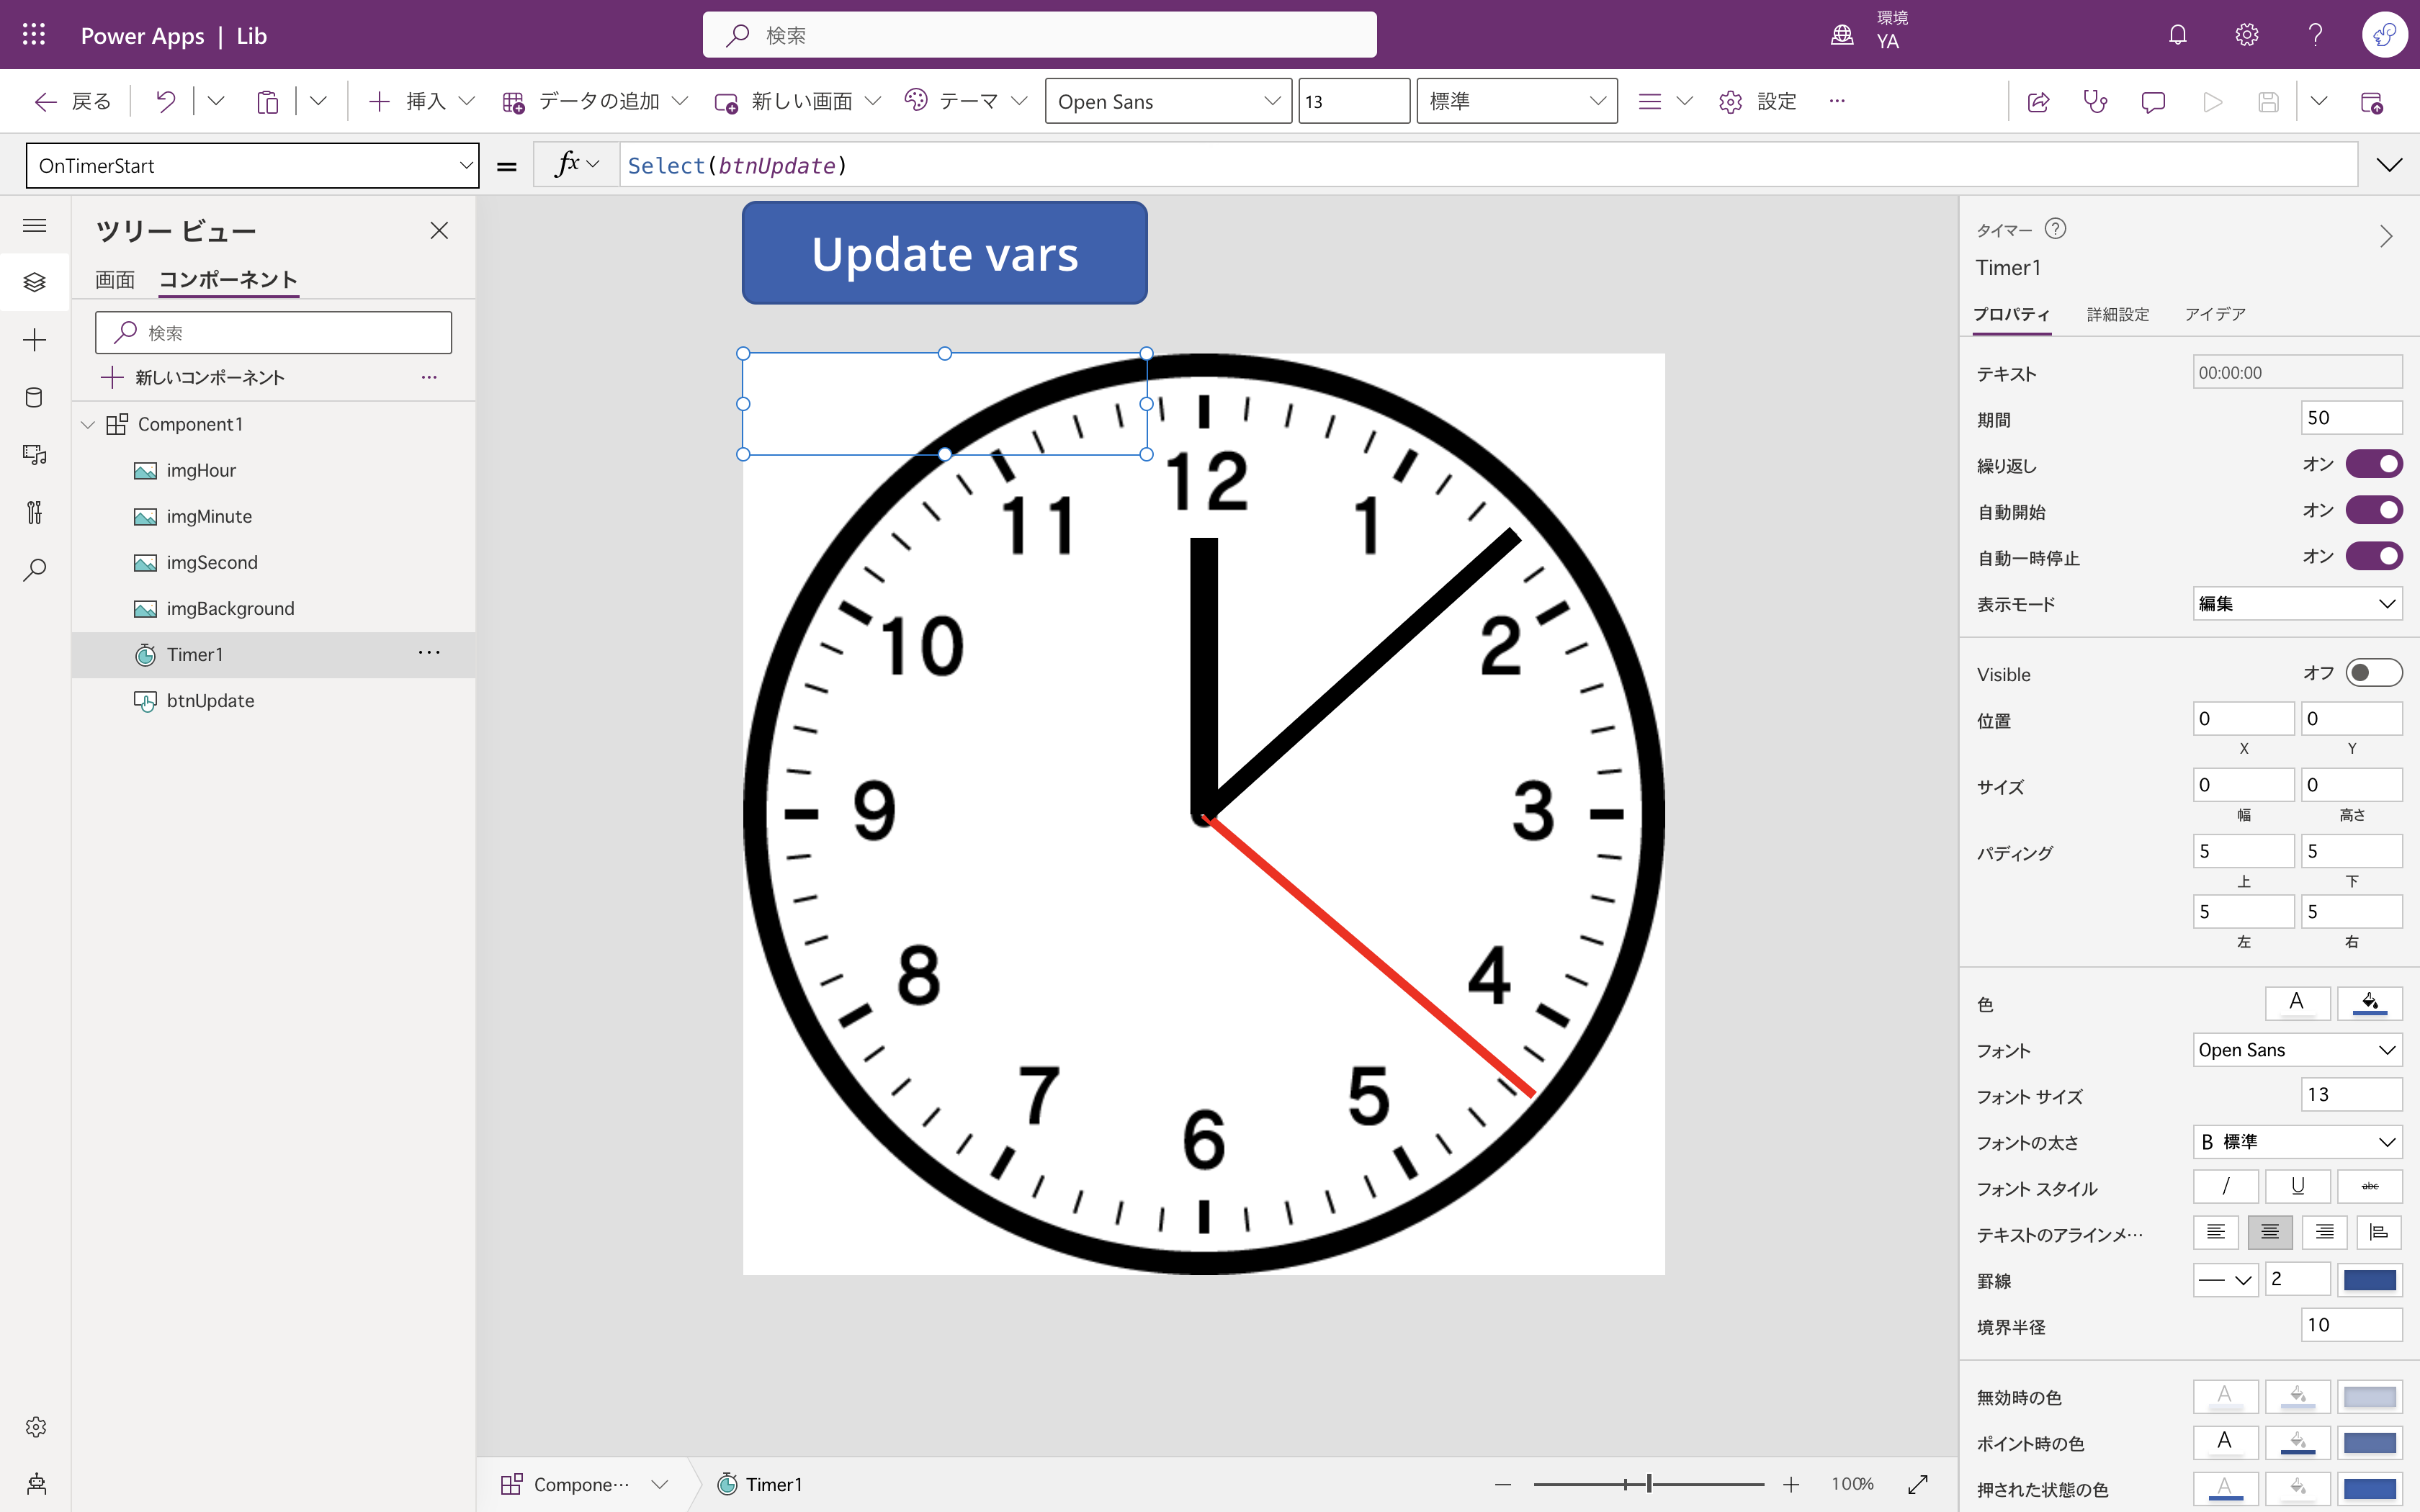 Power Apps | Lib
検索
環境
YA
戻る
挿入
データの追加
新しい画面
テーマ
Open Sans
13
標準
設定
OnTimerStart
=
fx
Select(btnUpdate)
ツリー ビュー
画面
コンポーネント
検索
新しいコンポーネント
Component1
imgHour
imgMinute
imgSecond
imgBackground
Timer1
btnUpdate
Update vars
12
1
2
3
4
5
6
7
8
9
10
11
Compone…
Timer1
100%
タイマー
Timer1
プロパティ 詳細設定 アイデア
テキスト 00:00:00
期間 50
繰り返し オン
自動開始 オン
自動一時停止 オン
表示モード 編集
Visible オフ
位置 0 0
X Y
サイズ 0 0
幅 高さ
パディング 5 5
上 下
5 5
左 右
色 A
フォント Open Sans
フォント サイズ 13
フォントの太さ B 標準
フォント スタイル / U abc
テキストのアラインメ…
罫線 2
境界半径 10
無効時の色 A
ポイント時の色 A
押された状態の色 A